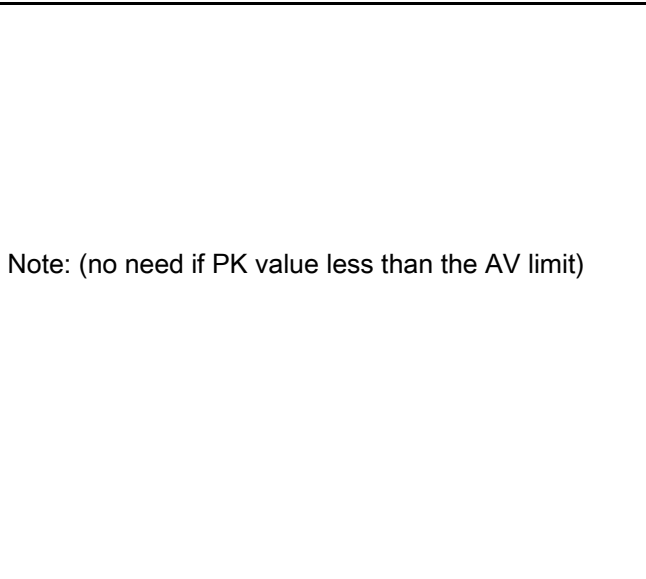 Note: (no need if PK value less than the AV limit)